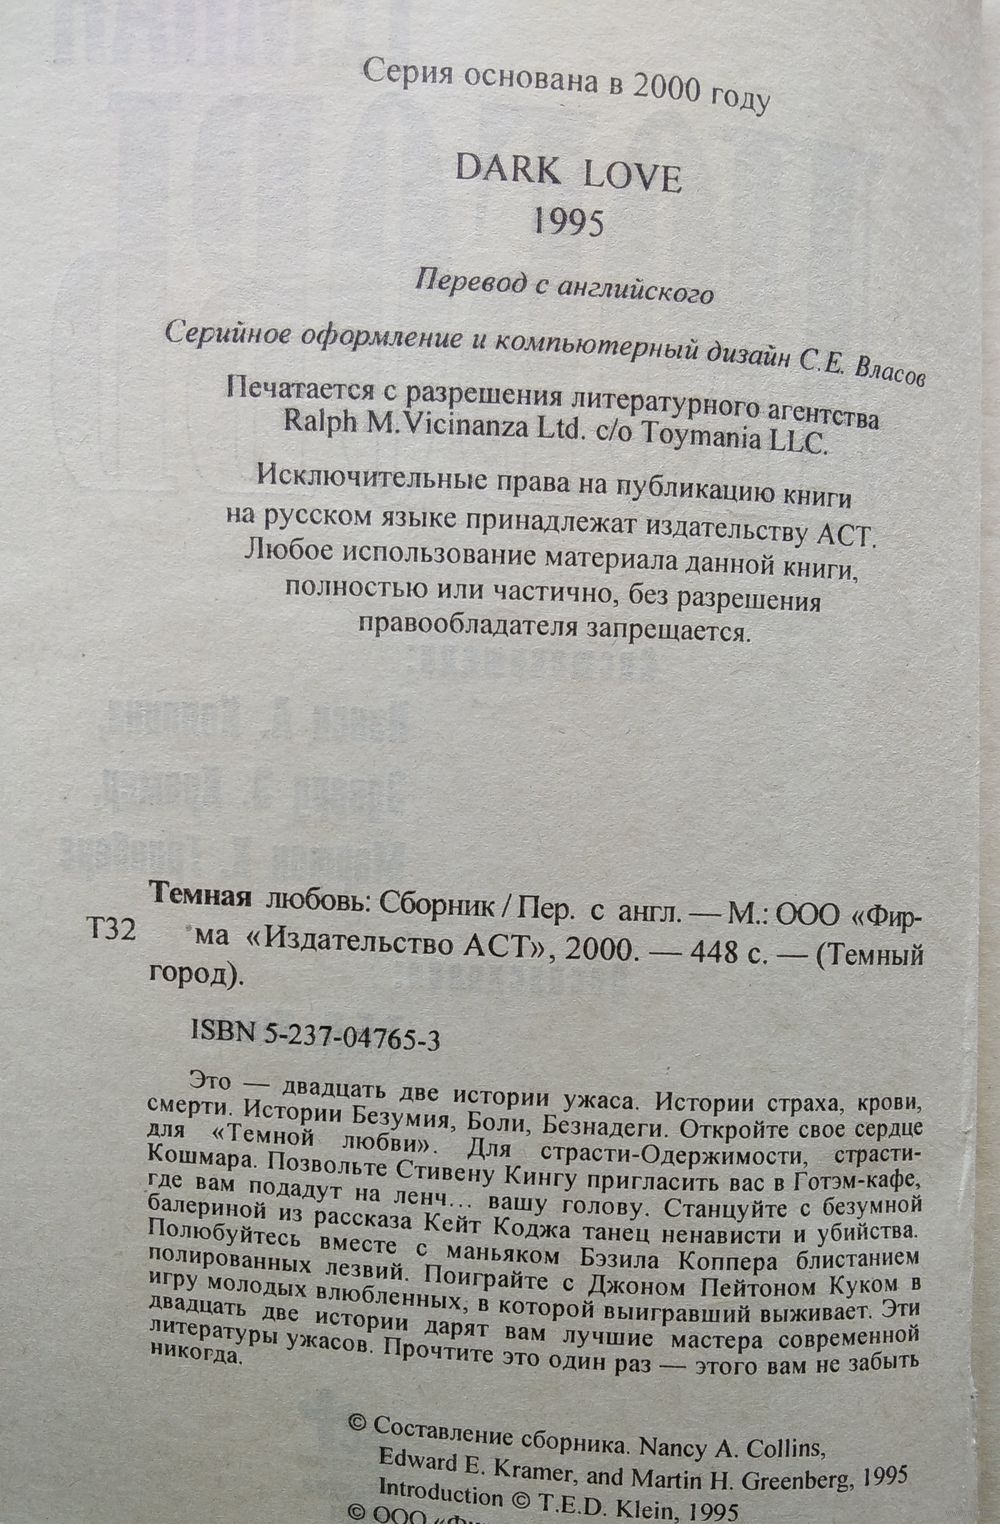 Серия основана в 2000 году
DARK LOVE
1995
Перевод с английского
Серийное оформление и компьютерный дизайн С.Е. Власов
Печатается с разрешения литературного агентства
Ralph M.Vicinanza Ltd. c/o Toymania LLC.
Исключительные права на публикацию книги
на русском языке принадлежат издательству АСТ.
Любое использование материала данной книги,
полностью или частично, без разрешения
правообладателя запрещается.
Темная любовь: Сборник / Пер. с англ. — М.: ООО «Фир-
Т32 ма «Издательство АСТ», 2000. — 448 с. — (Темный
город).
ISBN 5-237-04765-3
Это — двадцать две истории ужаса. Истории страха, крови,
смерти. Истории Безумия, Боли, Безнадеги. Откройте свое сердце
для «Темной любви». Для страсти-Одержимости, страсти-
Кошмара. Позвольте Стивену Кингу пригласить вас в Готэм-кафе,
где вам подадут на ленч... вашу голову. Станцуйте с безумной
балериной из рассказа Кейт Коджа танец ненависти и убийства.
Полюбуйтесь вместе с маньяком Бэзила Коппера блистанием
полированных лезвий. Поиграйте с Джоном Пейтоном Куком в
игру молодых влюбленных, в которой выигравший выживает. Эти
двадцать две истории дарят вам лучшие мастера современной
литературы ужасов. Прочтите это один раз — этого вам не забыть
никогда.
© Составление сборника. Nancy A. Collins,
Edward E. Kramer, and Martin H. Greenberg, 1995
Introduction © T.E.D. Klein, 1995
© ООО